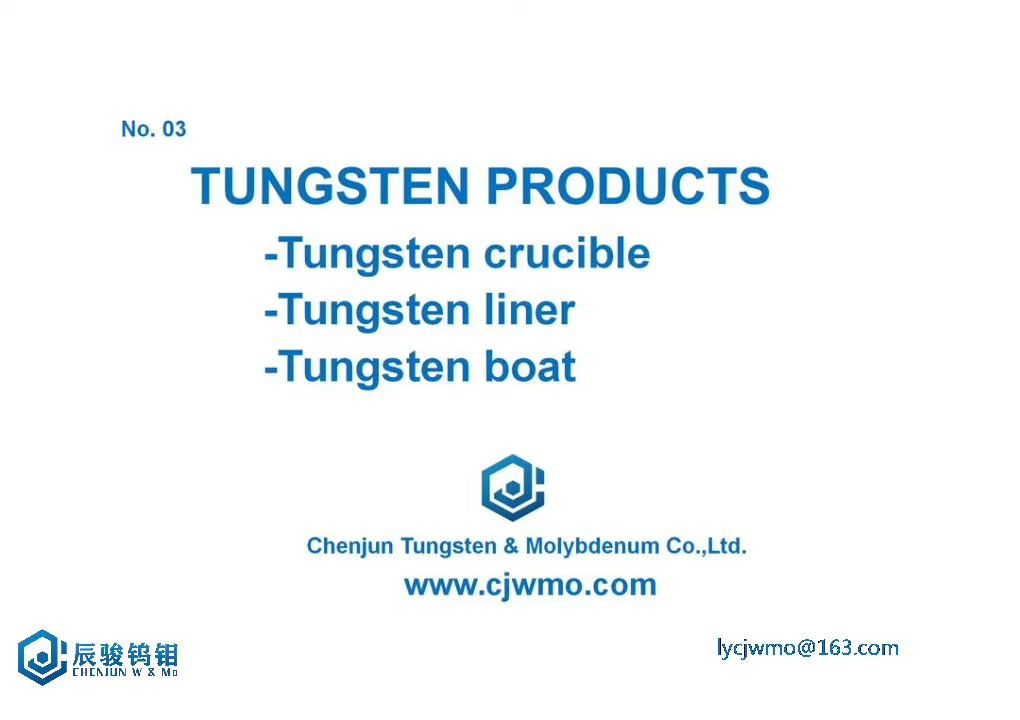 No. 03
TUNGSTEN PRODUCTS
-Tungsten crucible
-Tungsten liner
-Tungsten boat
Chenjun Tungsten & Molybdenum Co.,Ltd.
www.cjwmo.com
辰骏钨钼
CHENJUN W & Mo
lycjwmo@163.com